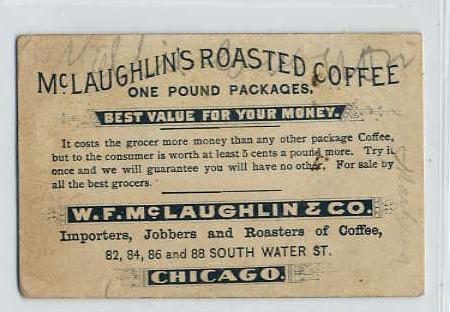 McLAUGHLIN'S ROASTED COFFEE
ONE POUND PACKAGES.
BEST VALUE FOR YOUR MONEY.
It costs the grocer more money than any other package Coffee,
but to the consumer is worth at least 5 cents a pound more. Try it
once and we will guarantee you will have no other. For sale by
all the best grocers.
W. F. McLAUGHLIN & CO.
Importers, Jobbers and Roasters of Coffee,
82, 84, 86 and 88 SOUTH WATER ST.
CHICAGO.